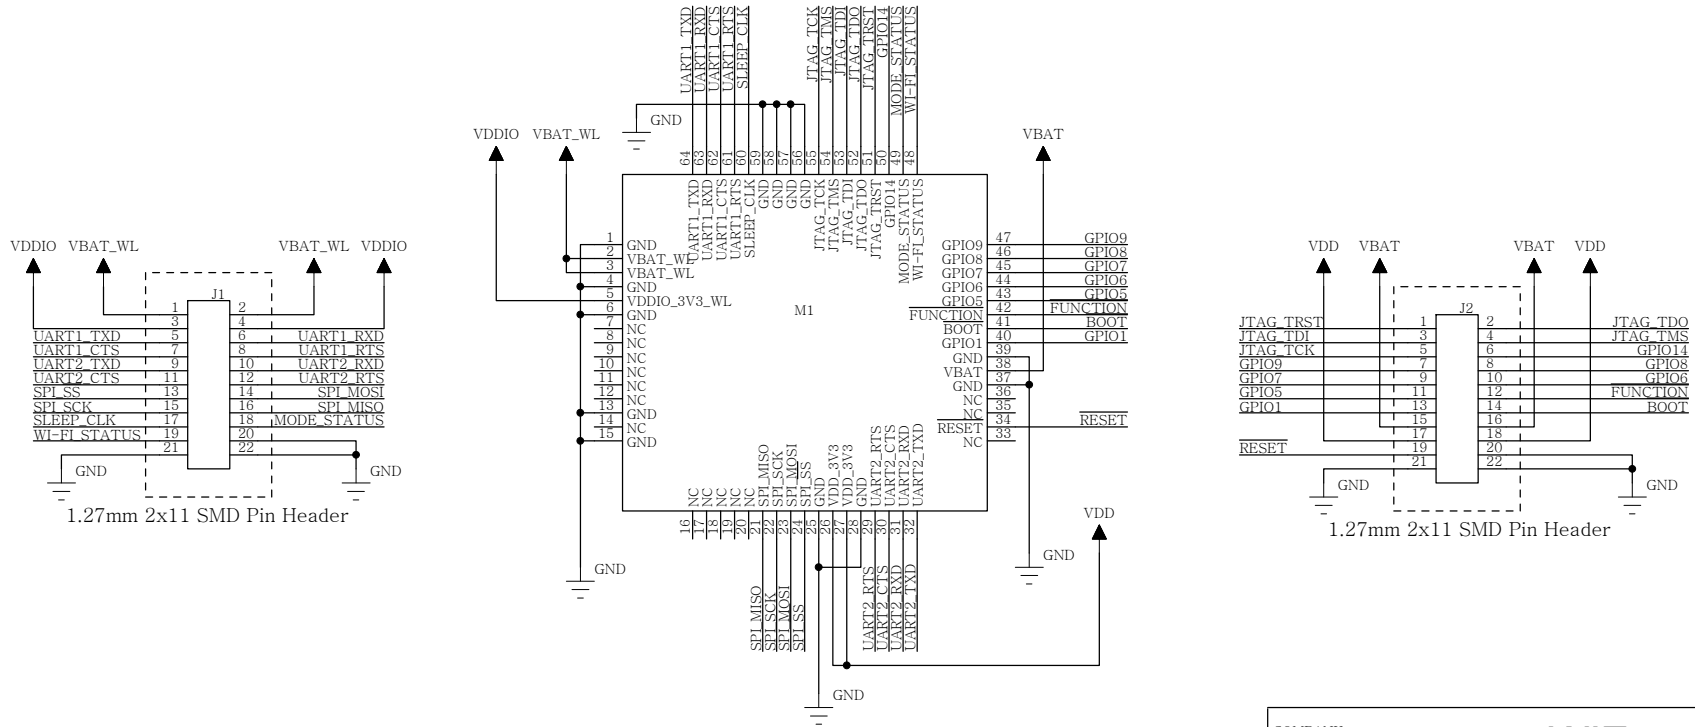 UART1_TXD
UART1_RXD
UART1_CTS
UART1_RTS
SLEEP_CLK
JTAG_TCK
JTAG_TMS
JTAG_TDI
JTAG_TDO
JTAG_TRST
GPIO14
MODE_STATUS
WI-FI_STATUS
GND
VDDIO VBAT_WL VBAT
64 63 62 61 60 59 58 57 56 55 54 53 52 51 50 49 48
UART1_TXD
UART1_RXD
UART1_CTS
UART1_RTS
SLEEP_CLK
GND
GND
GND
GND
JTAG_TCK
JTAG_TMS
JTAG_TDI
JTAG_TDO
JTAG_TRST
GPIO14
MODE_STATUS
WI-FI_STATUS
1 GND
2 VBAT_WL
3 VBAT_WL
4 GND
5 VDDIO_3V3_WL
6 GND
7 NC
8 NC
9 NC
10 NC
11 NC
12 NC
13 GND
14 NC
15 GND
M1
GPIO9 47 GPIO9
GPIO8 46 GPIO8
GPIO7 45 GPIO7
GPIO6 44 GPIO6
GPIO5 43 GPIO5
FUNCTION 42 FUNCTION
BOOT 41 BOOT
GPIO1 40 GPIO1
GND 39
VBAT 38
GND 37
NC 36
NC 35
RESET 34 RESET
NC 33
NC
NC
NC
NC
NC
SPI_MISO
SPI_SCK
SPI_MOSI
SPI_SS
GND
VDD_3V3
VDD_3V3
GND
UART2_RTS
UART2_CTS
UART2_RXD
UART2_TXD
16 17 18 19 20 21 22 23 24 25 26 27 28 29 30 31 32
SPI_MISO
SPI_SCK
SPI_MOSI
SPI_SS
UART2_RTS
UART2_CTS
UART2_RXD
UART2_TXD
GND
GND
VDD
GND
VDDIO VBAT_WL VBAT_WL VDDIO
J1
1 2
3 4
UART1_TXD 5 6 UART1_RXD
UART1_CTS 7 8 UART1_RTS
UART2_TXD 9 10 UART2_RXD
UART2_CTS 11 12 UART2_RTS
SPI_SS 13 14 SPI_MOSI
SPI_SCK 15 16 SPI_MISO
SLEEP_CLK 17 18 MODE_STATUS
WI-FI_STATUS 19 20
21 22
GND GND
1.27mm 2x11 SMD Pin Header
VDD VBAT VBAT VDD
J2
JTAG_TRST 1 2 JTAG_TDO
JTAG_TDI 3 4 JTAG_TMS
JTAG_TCK 5 6 GPIO14
GPIO9 7 8 GPIO8
GPIO7 9 10 GPIO6
GPIO5 11 12 FUNCTION
GPIO1 13 14 BOOT
15 16
17 18
RESET 19 20
21 22
GND GND
1.27mm 2x11 SMD Pin Header